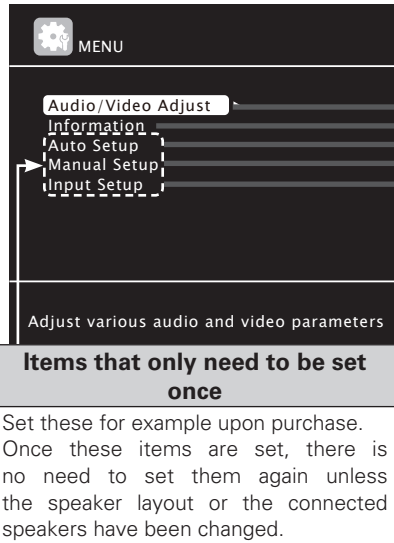 MENU
Audio/Video Adjust
Information
Auto Setup
Manual Setup
Input Setup
Adjust various audio and video parameters
Items that only need to be set
once
Set these for example upon purchase.
Once these items are set, there is
no need to set them again unless
the speaker layout or the connected
speakers have been changed.